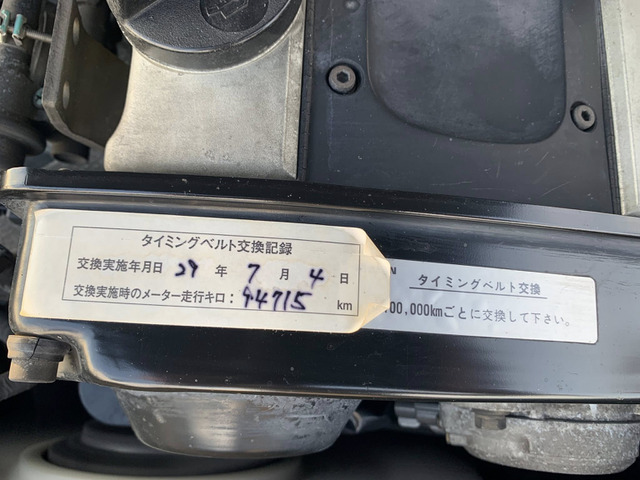 タイミングベルト交換記録
交換実施年月日 29 年 7 月 4 日
交換実施時のメーター走行キロ: 94715 km
N
タイミングベルト交換
00,000kmごとに交換して下さい。